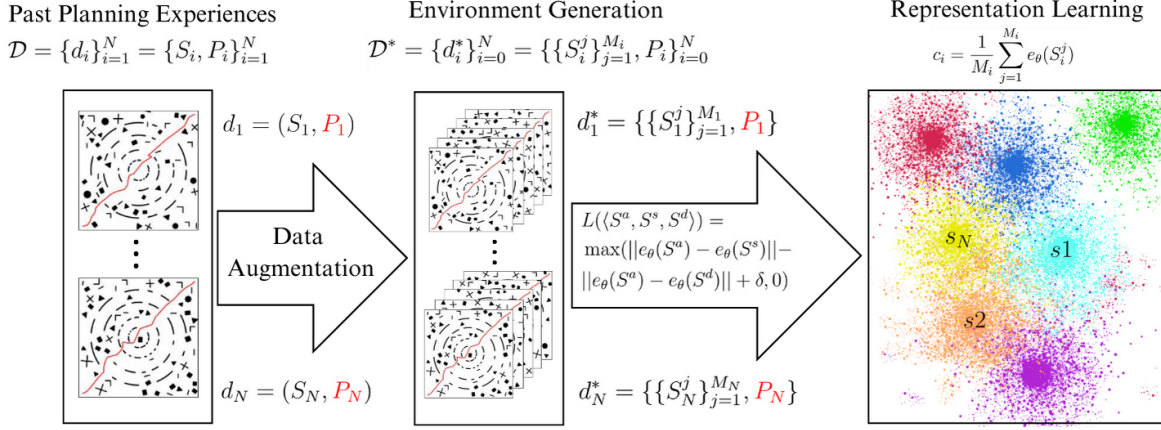 Past Planning Experiences
Environment Generation
Representation Learning
𝒟 = {d_i}_{i=1}^N = {S_i, P_i}_{i=1}^N
𝒟* = {d_i^*}_{i=0}^N = {{S_i^j}_{j=1}^{M_i}, P_i}_{i=0}^N
c_i = \frac{1}{M_i} \sum_{j=1}^{M_i} e_θ(S_i^j)
d_1 = (S_1, P_1)
Data
Augmentation
d_N = (S_N, P_N)
d_1^* = {{S_1^j}_{j=1}^{M_1}, P_1}
L(⟨S^a, S^s, S^d⟩) =
max(||e_θ(S^a) − e_θ(S^s)||−
||e_θ(S^a) − e_θ(S^d)|| + δ, 0)
d_N^* = {{S_N^j}_{j=1}^{M_N}, P_N}
s_N
s1
s2